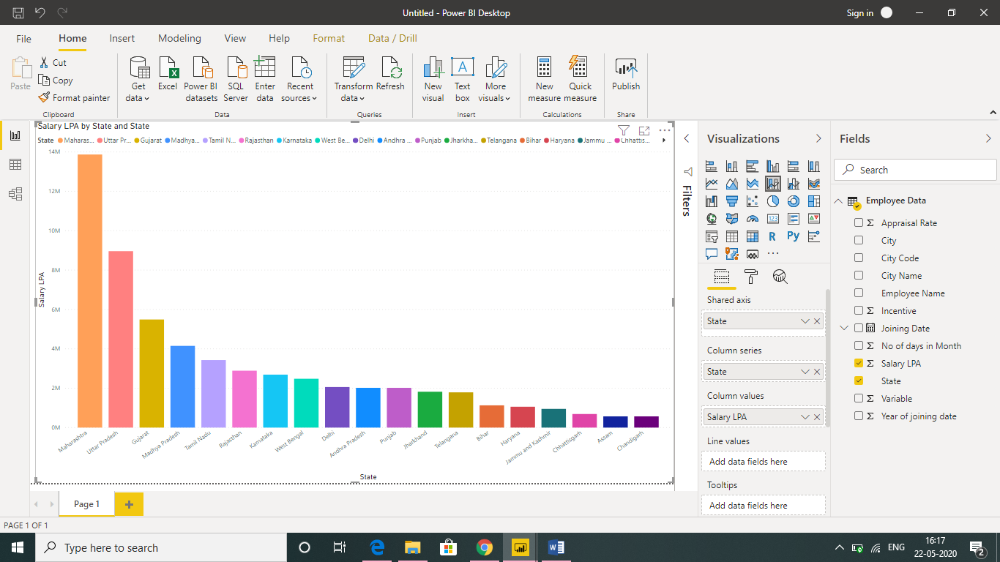 Untitled - Power BI Desktop
Sign in
File Home Insert Modeling View Help Format Data / Drill
Paste
Cut
Copy
Format painter
Clipboard
Get data
Excel
Power BI datasets
SQL Server
Enter data
Recent sources
Data
Transform data
Refresh
Queries
New visual
Text box
More visuals
Insert
New measure
Quick measure
Calculations
Publish
Share
Salary LPA by State and State
State Maharas... Uttar Pr... Gujarat Madhya... Tamil N... Rajasthan Karnataka West Be... Delhi Andhra ... Punjab Jharkha... Telangana Bihar Haryana Jammu ... Chhattis...
14M
12M
10M
8M
6M
4M
2M
0M
Salary LPA
Maharashtra
Uttar Pradesh
Gujarat
Madhya Pradesh
Tamil Nadu
Rajasthan
Karnataka
West Bengal
Delhi
Andhra Pradesh
Punjab
Jharkhand
Telangana
Bihar
Haryana
Jammu and Kashmir
Chhattisgarh
Assam
Chandigarh
State
Filters
Visualizations
123
R
Py
Shared axis
State
Column series
State
Column values
Salary LPA
Line values
Add data fields here
Tooltips
Add data fields here
Fields
Search
Employee Data
Appraisal Rate
City
City Code
City Name
Employee Name
Incentive
Joining Date
No of days in Month
Salary LPA
State
Variable
Year of joining date
Page 1
PAGE 1 OF 1
Type here to search
ENG
16:17
22-05-2020
2